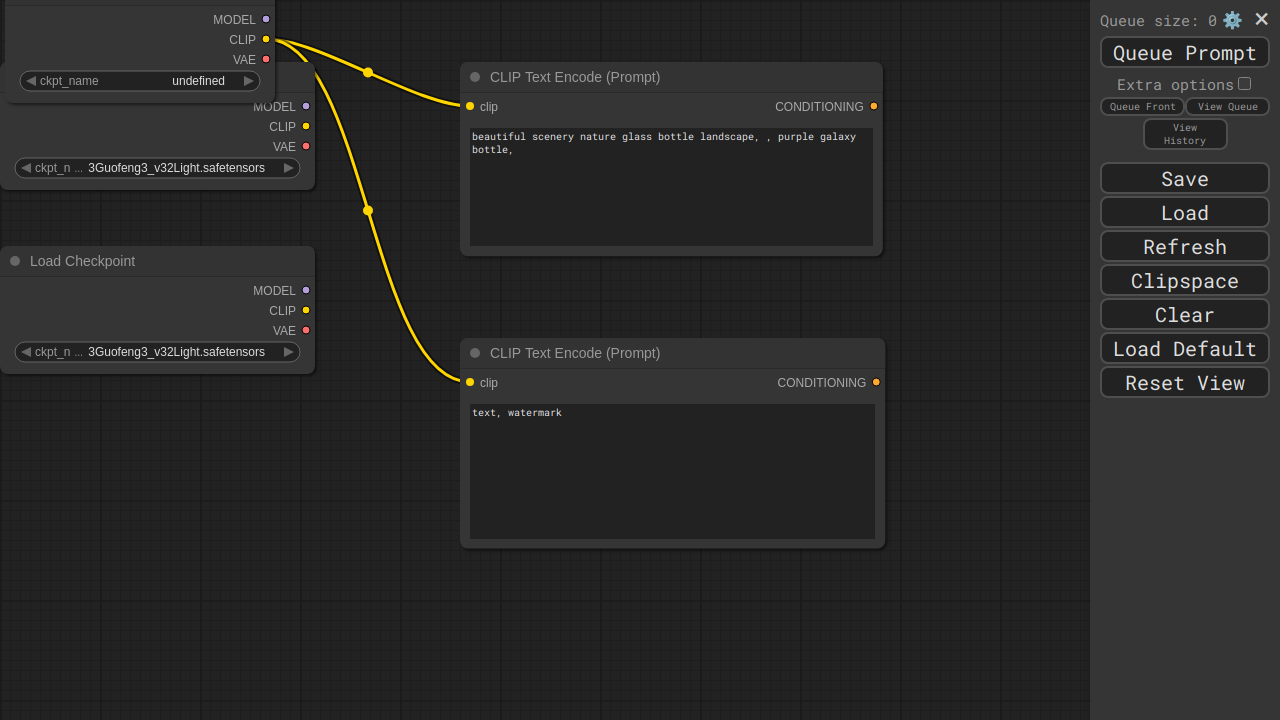 MODEL
CLIP
VAE
ckpt_name undefined
MODEL
CLIP
VAE
ckpt_n ... 3Guofeng3_v32Light.safetensors
Load Checkpoint
MODEL
CLIP
VAE
ckpt_n ... 3Guofeng3_v32Light.safetensors
CLIP Text Encode (Prompt)
clip CONDITIONING
beautiful scenery nature glass bottle landscape, , purple galaxy
bottle,
CLIP Text Encode (Prompt)
clip CONDITIONING
text, watermark
Queue size: 0
Queue Prompt
Extra options
Queue Front View Queue
View
History
Save
Load
Refresh
Clipspace
Clear
Load Default
Reset View